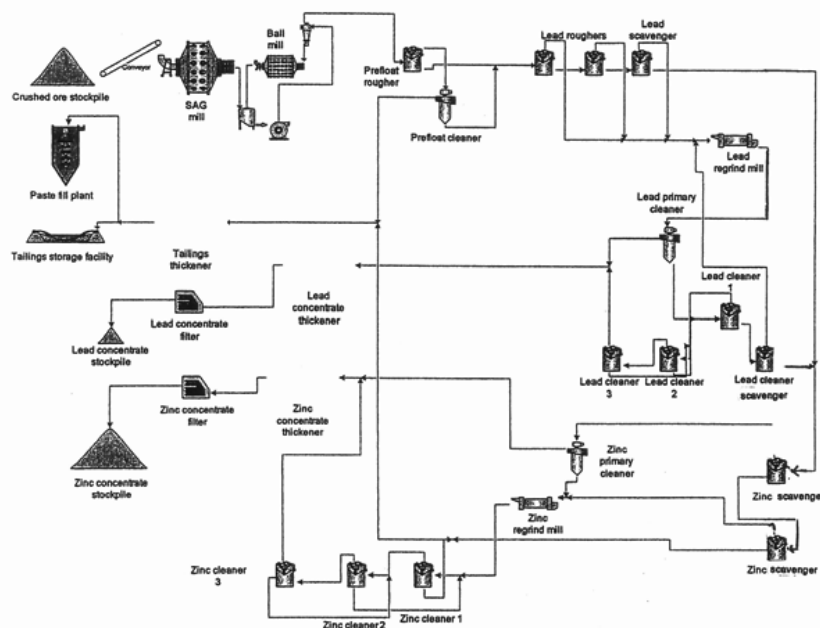 Crushed ore stockpile
Conveyor
SAG
mill
Ball
mill
Prefloat
rougher
Prefloat cleaner
Lead roughers
Lead
scavenger
Lead
regrind mill
Paste fill plant
Tailings storage facility
Tailings
thickener
Lead primary
cleaner
Lead cleaner
1
Lead concentrate
filter
Lead
concentrate
thickener
Lead concentrate
stockpile
Lead cleaner
3
Lead cleaner
2
Lead cleaner
scavenger
Zinc concentrate
filter
Zinc
concentrate
thickener
Zinc concentrate
stockpile
Zinc
primary
cleaner
Zinc
regrind mill
Zinc scavenge
Zinc scavenger
Zinc cleaner
3
Zinc cleaner 2
Zinc cleaner 1